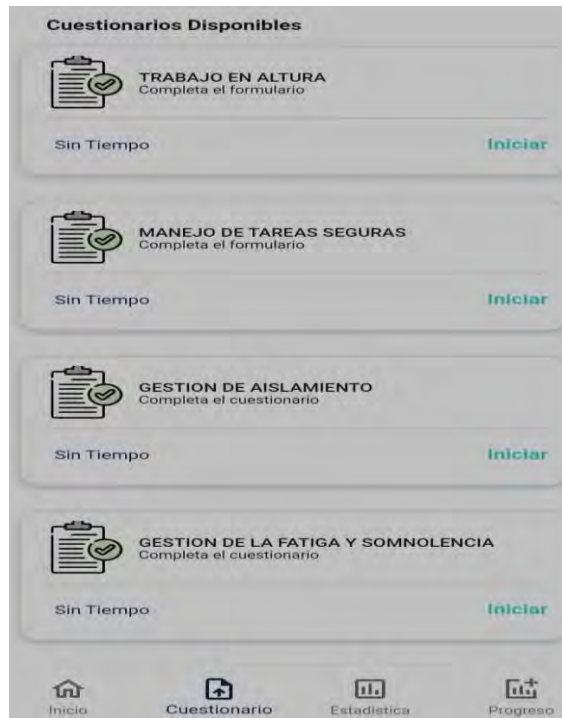 Cuestionarios Disponibles
TRABAJO EN ALTURA
Completa el formulario
Sin Tiempo Iniciar
MANEJO DE TAREAS SEGURAS
Completa el formulario
Sin Tiempo Iniciar
GESTION DE AISLAMIENTO
Completa el cuestionario
Sin Tiempo Iniciar
GESTION DE LA FATIGA Y SOMNOLENCIA
Completa el cuestionario
Sin Tiempo Iniciar
Inicio Cuestionario Estadistica Progreso